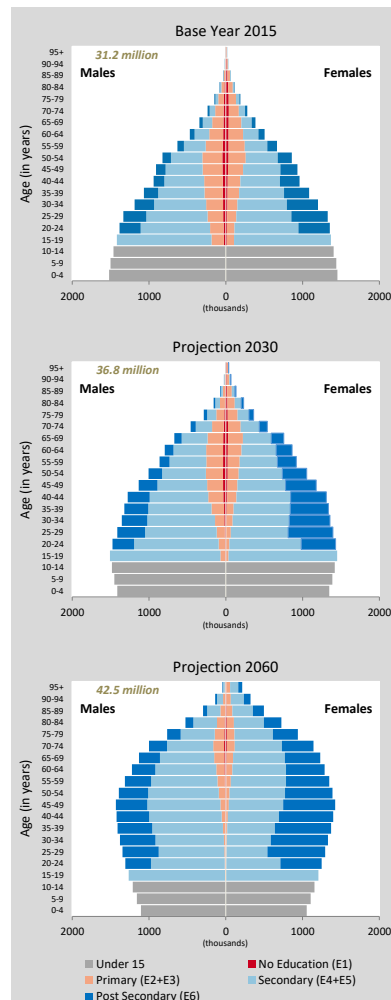 Base Year 2015
31.2 million
Males Females
Age (in years)
95+
90-94
85-89
80-84
75-79
70-74
65-69
60-64
55-59
50-54
45-49
40-44
35-39
30-34
25-29
20-24
15-19
10-14
5-9
0-4
2000 1000 0 1000 2000
(thousands)
Projection 2030
36.8 million
Males Females
Age (in years)
95+
90-94
85-89
80-84
75-79
70-74
65-69
60-64
55-59
50-54
45-49
40-44
35-39
30-34
25-29
20-24
15-19
10-14
5-9
0-4
2000 1000 0 1000 2000
(thousands)
Projection 2060
42.5 million
Males Females
Age (in years)
95+
90-94
85-89
80-84
75-79
70-74
65-69
60-64
55-59
50-54
45-49
40-44
35-39
30-34
25-29
20-24
15-19
10-14
5-9
0-4
2000 1000 0 1000 2000
(thousands)
Under 15 No Education (E1)
Primary (E2+E3) Secondary (E4+E5)
Post Secondary (E6)